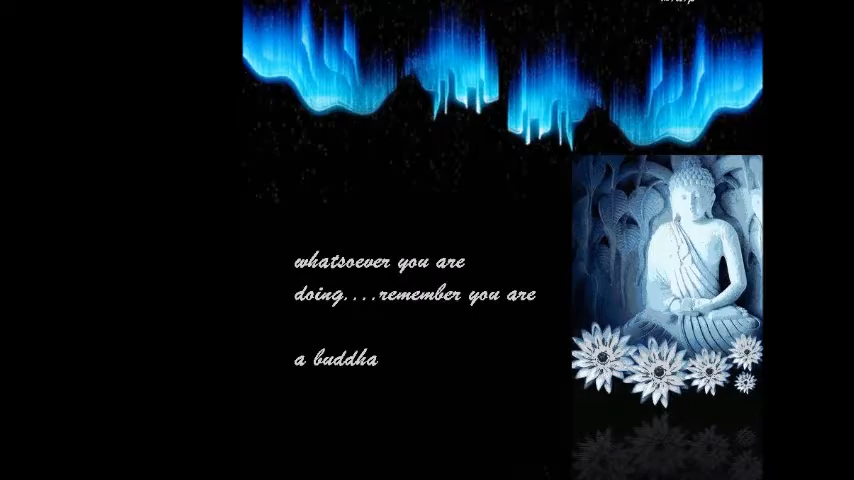 whatsoever you are
doing....remember you are
a buddha